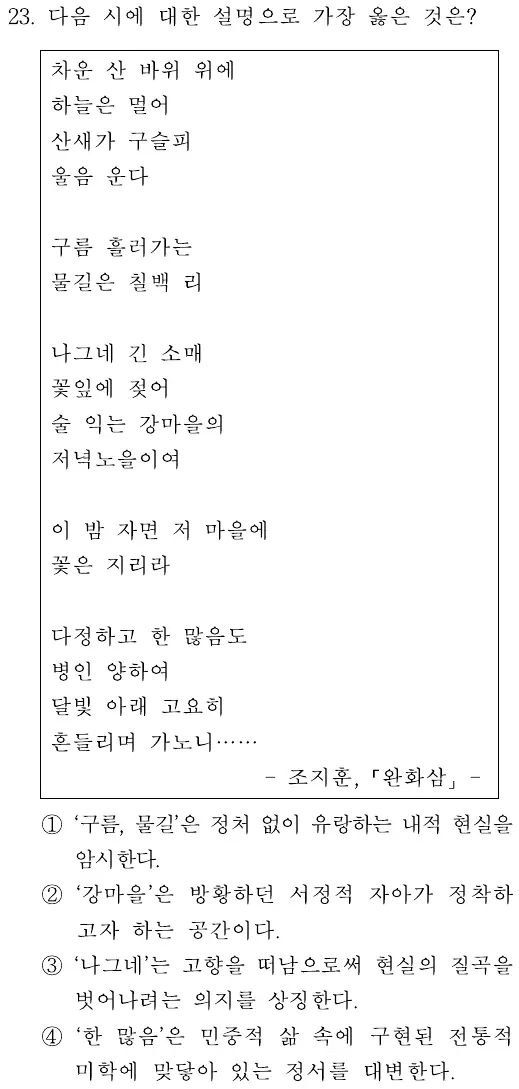 23. 다음 시에 대한 설명으로 가장 옳은 것은?
차운 산 바위 위에
하늘은 멀어
산새가 구슬피
울음 운다
구름 흘러가는
물길은 칠백 리
나그네 긴 소매
꽃잎에 젖어
술 익는 강마을의
저녁노을이여
이 밤 자면 저 마을에
꽃은 지리라
다정하고 한 많음도
병인 양하여
달빛 아래 고요히
흔들리며 가노니……
- 조지훈, 「완화삼」 -
① ‘구름, 물길’은 정처 없이 유랑하는 내적 현실을
암시한다.
② ‘강마을’은 방황하던 서정적 자아가 정착하
고자 하는 공간이다.
③ ‘나그네’는 고향을 떠남으로써 현실의 질곡을
벗어나려는 의지를 상징한다.
④ ‘한 많음’은 민중적 삶 속에 구현된 전통적
미학에 맞닿아 있는 정서를 대변한다.